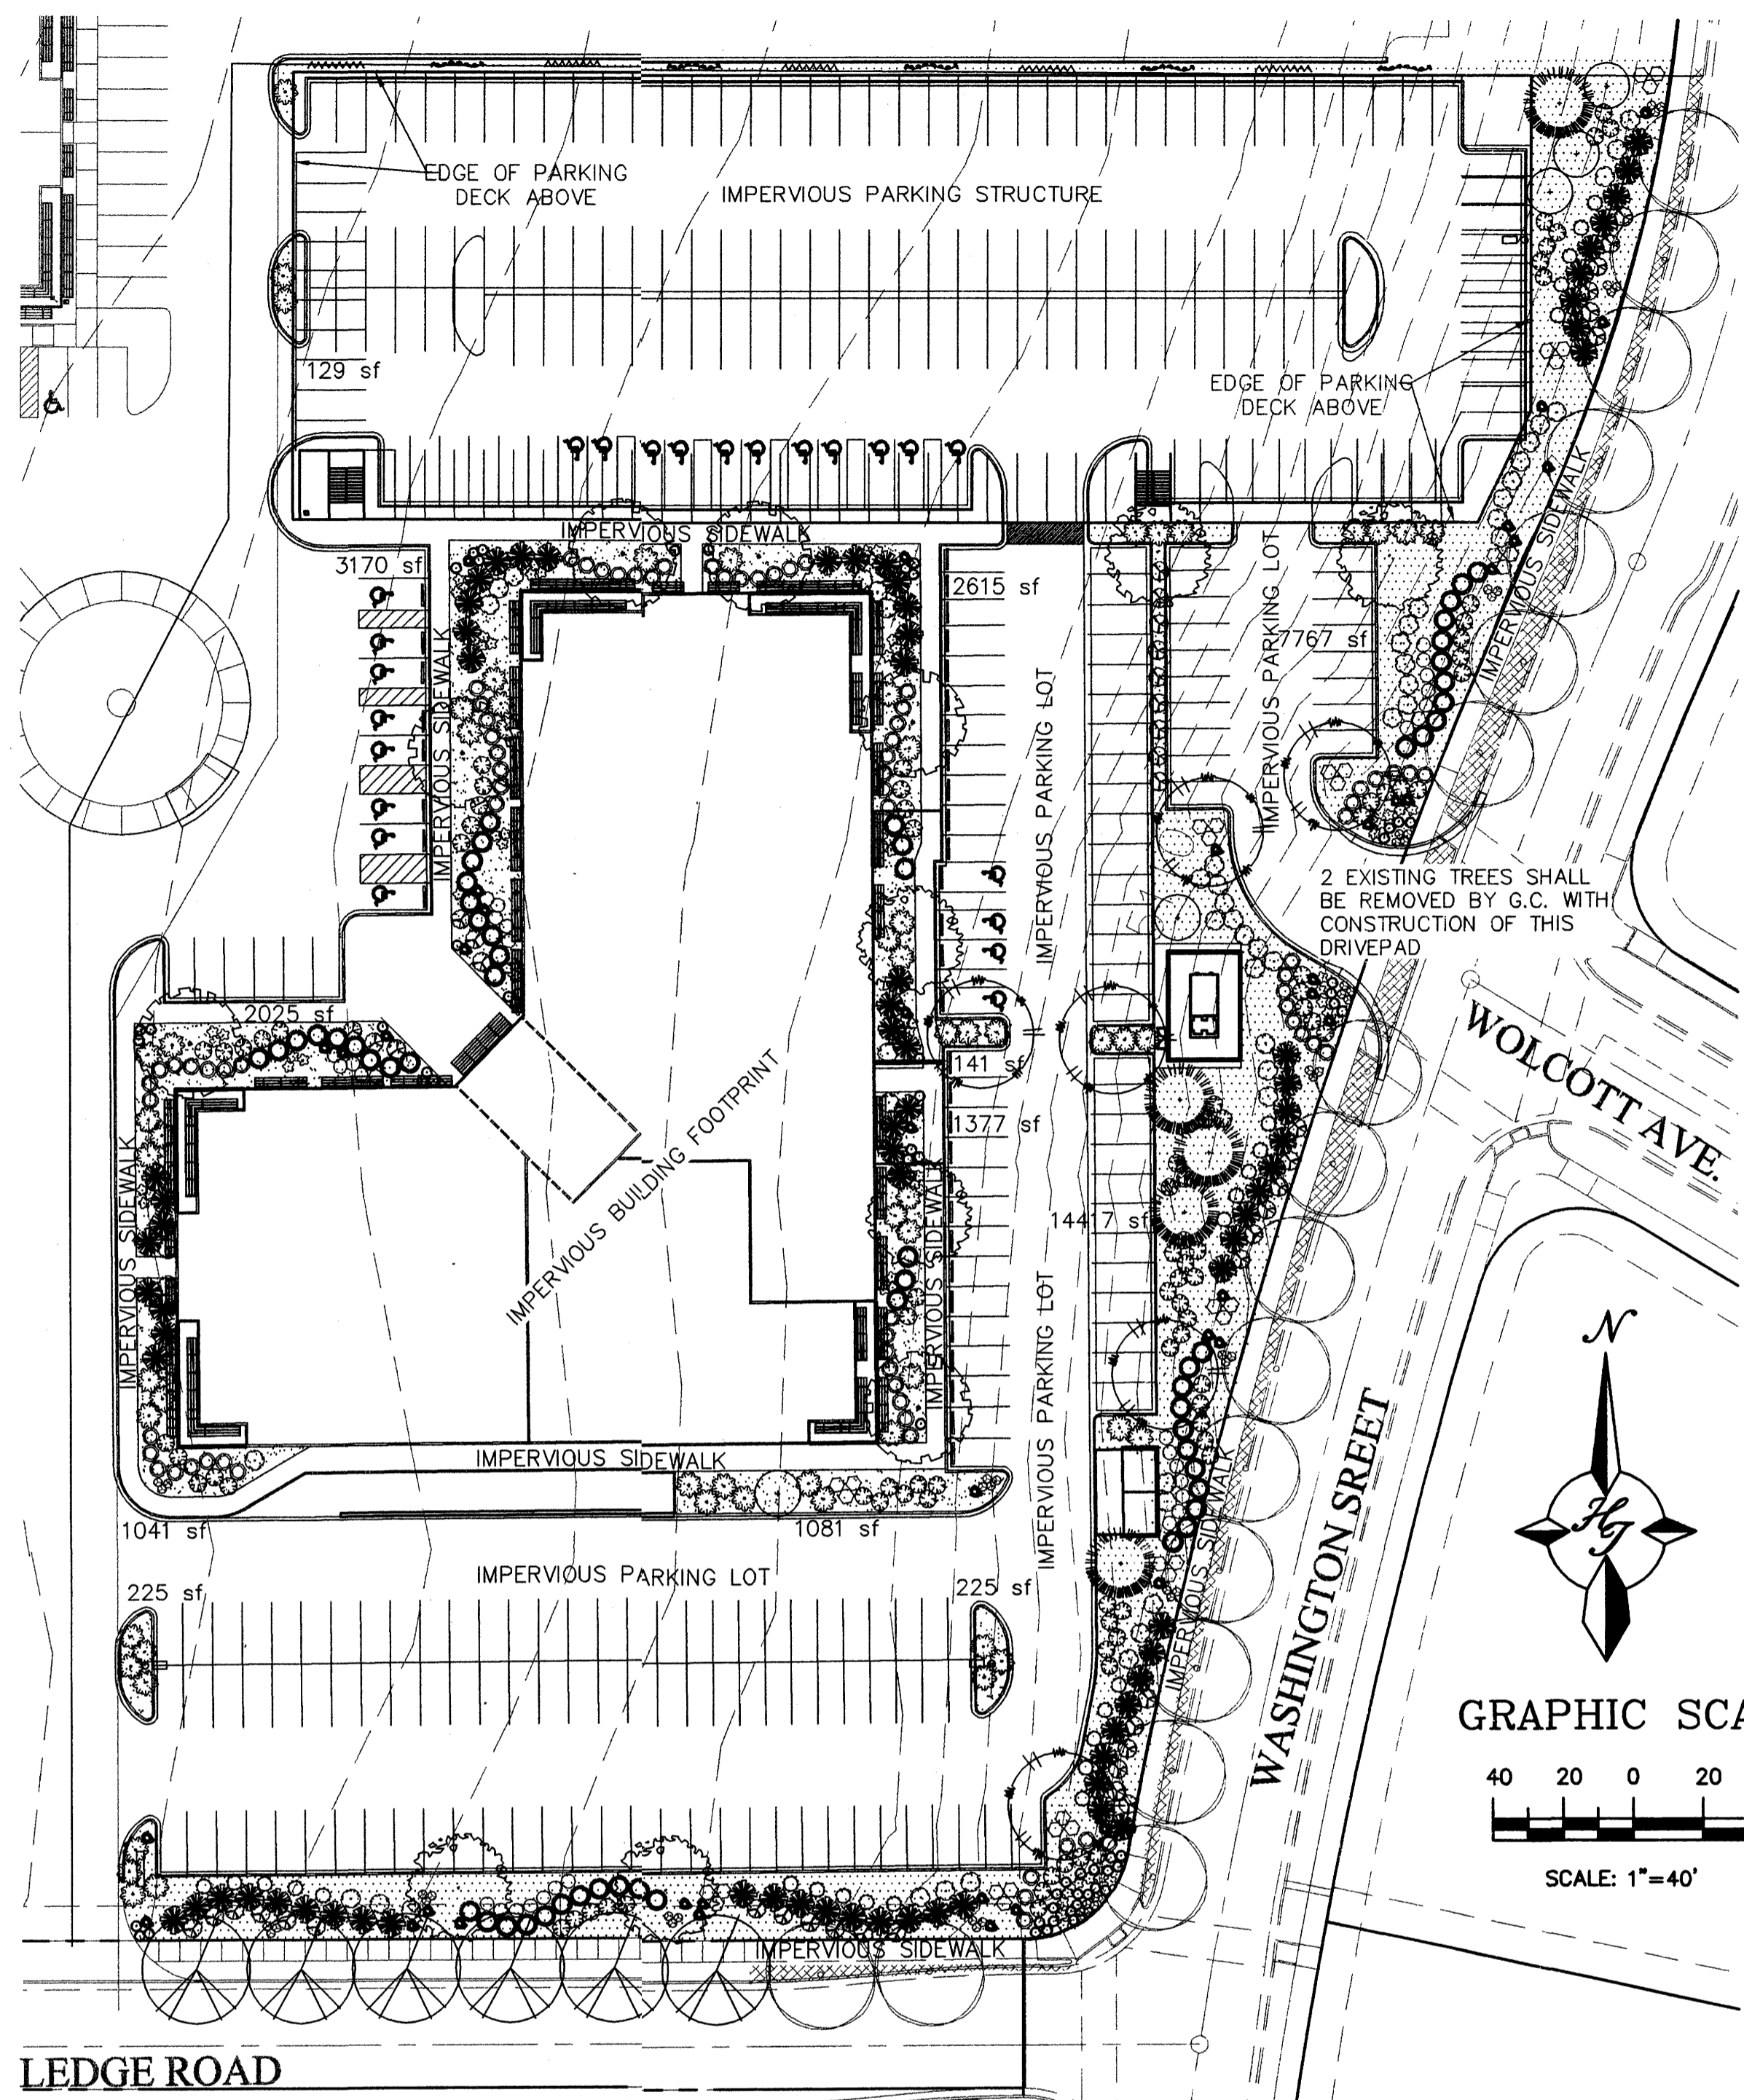 EDGE OF PARKING
DECK ABOVE
IMPERVIOUS PARKING STRUCTURE
129 sf
EDGE OF PARKING
DECK ABOVE
IMPERVIOUS SIDEWALK
3170 sf
2615 sf
IMPERVIOUS SIDEWALK
IMPERVIOUS PARKING LOT
IMPERVIOUS PARKING LOT
7767 sf
IMPERVIOUS SIDEWALK
2 EXISTING TREES SHALL
BE REMOVED BY G.C. WITH
CONSTRUCTION OF THIS
DRIVEPAD
2025 sf
WOLCOTT AVE.
141 sf
1377 sf
IMPERVIOUS BUILDING FOOTPRINT
IMPERVIOUS SIDEWALK
IMPERVIOUS SIDEWALK
14417 sf
IMPERVIOUS PARKING LOT
IMPERVIOUS SIDEWALK
1041 sf
1081 sf
IMPERVIOUS PARKING LOT
225 sf
225 sf
IMPERVIOUS SIDEWALK
WASHINGTON SREET
N
HJ
GRAPHIC SCA
40 20 0 20
SCALE: 1"=40'
IMPERVIOUS SIDEWALK
LEDGE ROAD